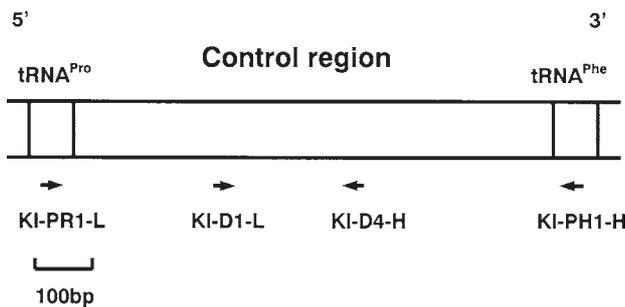 5’ 3’
Control region
tRNAPro tRNAPhe
KI-PR1-L KI-D1-L KI-D4-H KI-PH1-H
100bp